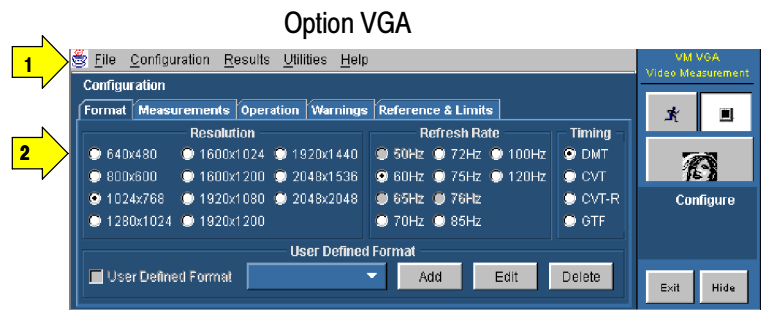 Option VGA
1
File Configuration Results Utilities Help
VM VGA
Video Measurement
Configuration
Format Measurements Operation Warnings Reference & Limits
Resolution Refresh Rate Timing
2
640x480 1600x1024 1920x1440 50Hz 72Hz 100Hz DMT
800x600 1600x1200 2048x1536 60Hz 75Hz 120Hz CVT
1024x768 1920x1080 2048x2048 65Hz 76Hz CVT-R
1280x1024 1920x1200 70Hz 85Hz GTF
Configure
User Defined Format
User Defined Format Add Edit Delete
Exit Hide